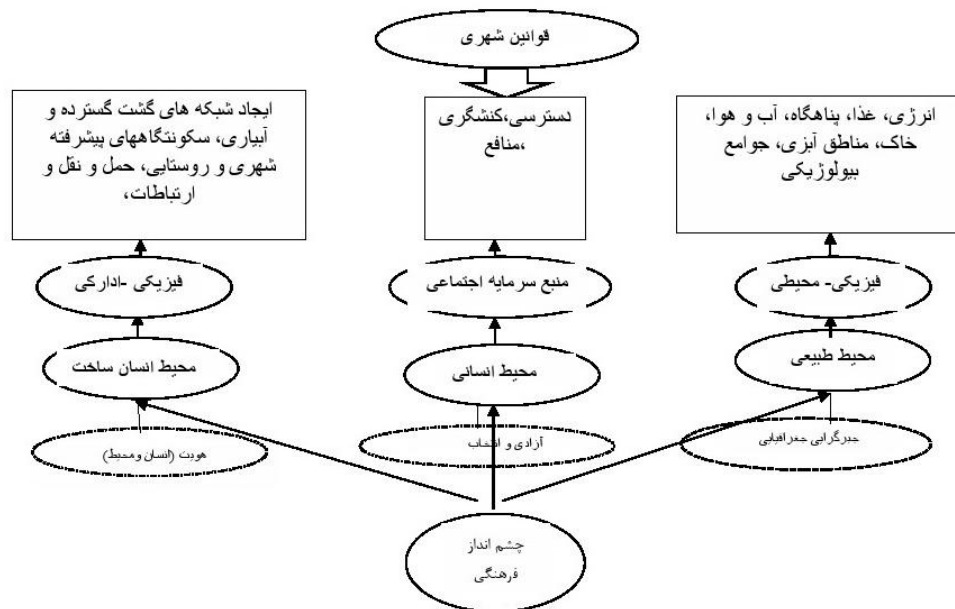 قوانین شهری
انرژی، غذا، پناهگاه، آب و هوا،
خاک، مناطق آبزی، جوامع
بیولوژیکی
دسترسی،کنشگری
،منافع
ایجاد شبکه های گشت گسترده و
آبیاری، سکونتگاههای پیشرفته
شهری و روستایی، حمل و نقل و
ارتباطات،
فیزیکی- محیطی
منبع سرمایه اجتماعی
فیزیکی -ادارکی
محیط طبیعی
محیط انسانی
محیط انسان ساخت
جبرگرایی جغرافیایی
آزادی و انتخاب
هویت (انسان ومحیط)
چشم انداز
فرهنگی